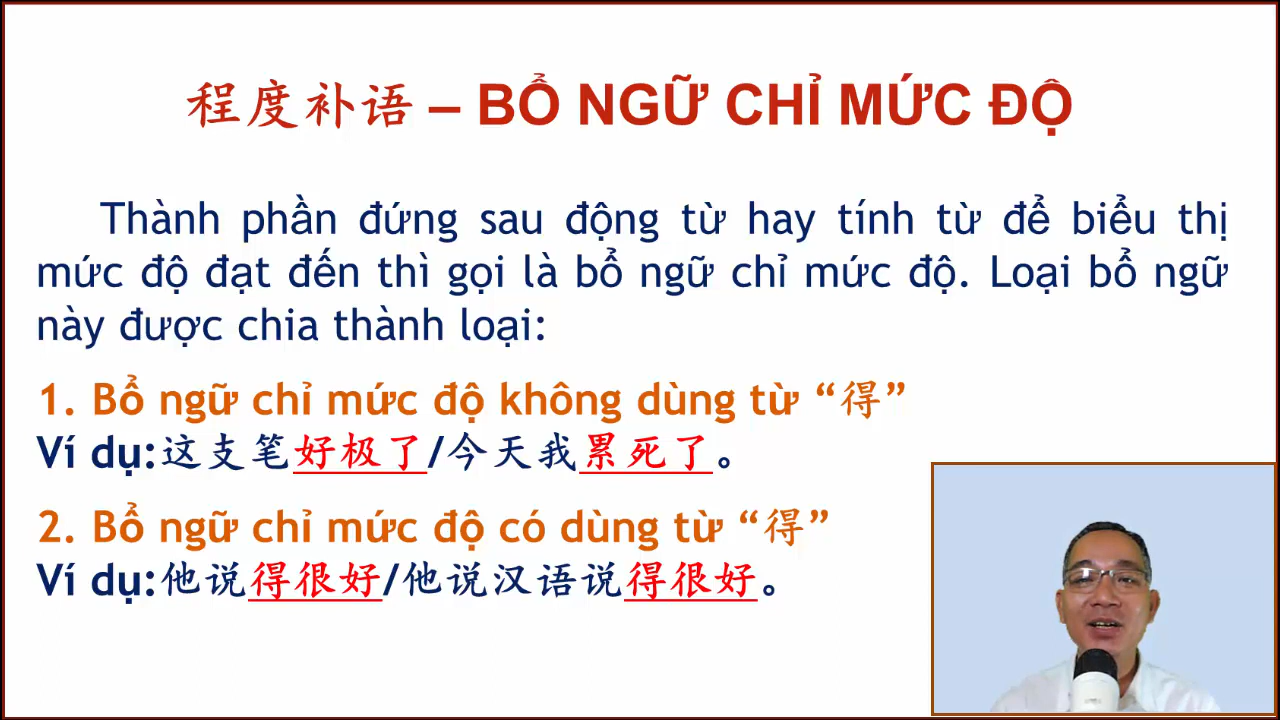 程度补语 – BỔ NGỮ CHỈ MỨC ĐỘ
Thành phần đứng sau động từ hay tính từ để biểu thị
mức độ đạt đến thì gọi là bổ ngữ chỉ mức độ. Loại bổ ngữ
này được chia thành loại:
1. Bổ ngữ chỉ mức độ không dùng từ “得”
Ví dụ:这支笔好极了/今天我累死了。
2. Bổ ngữ chỉ mức độ có dùng từ “得”
Ví dụ:他说得很好/他说汉语说得很好。